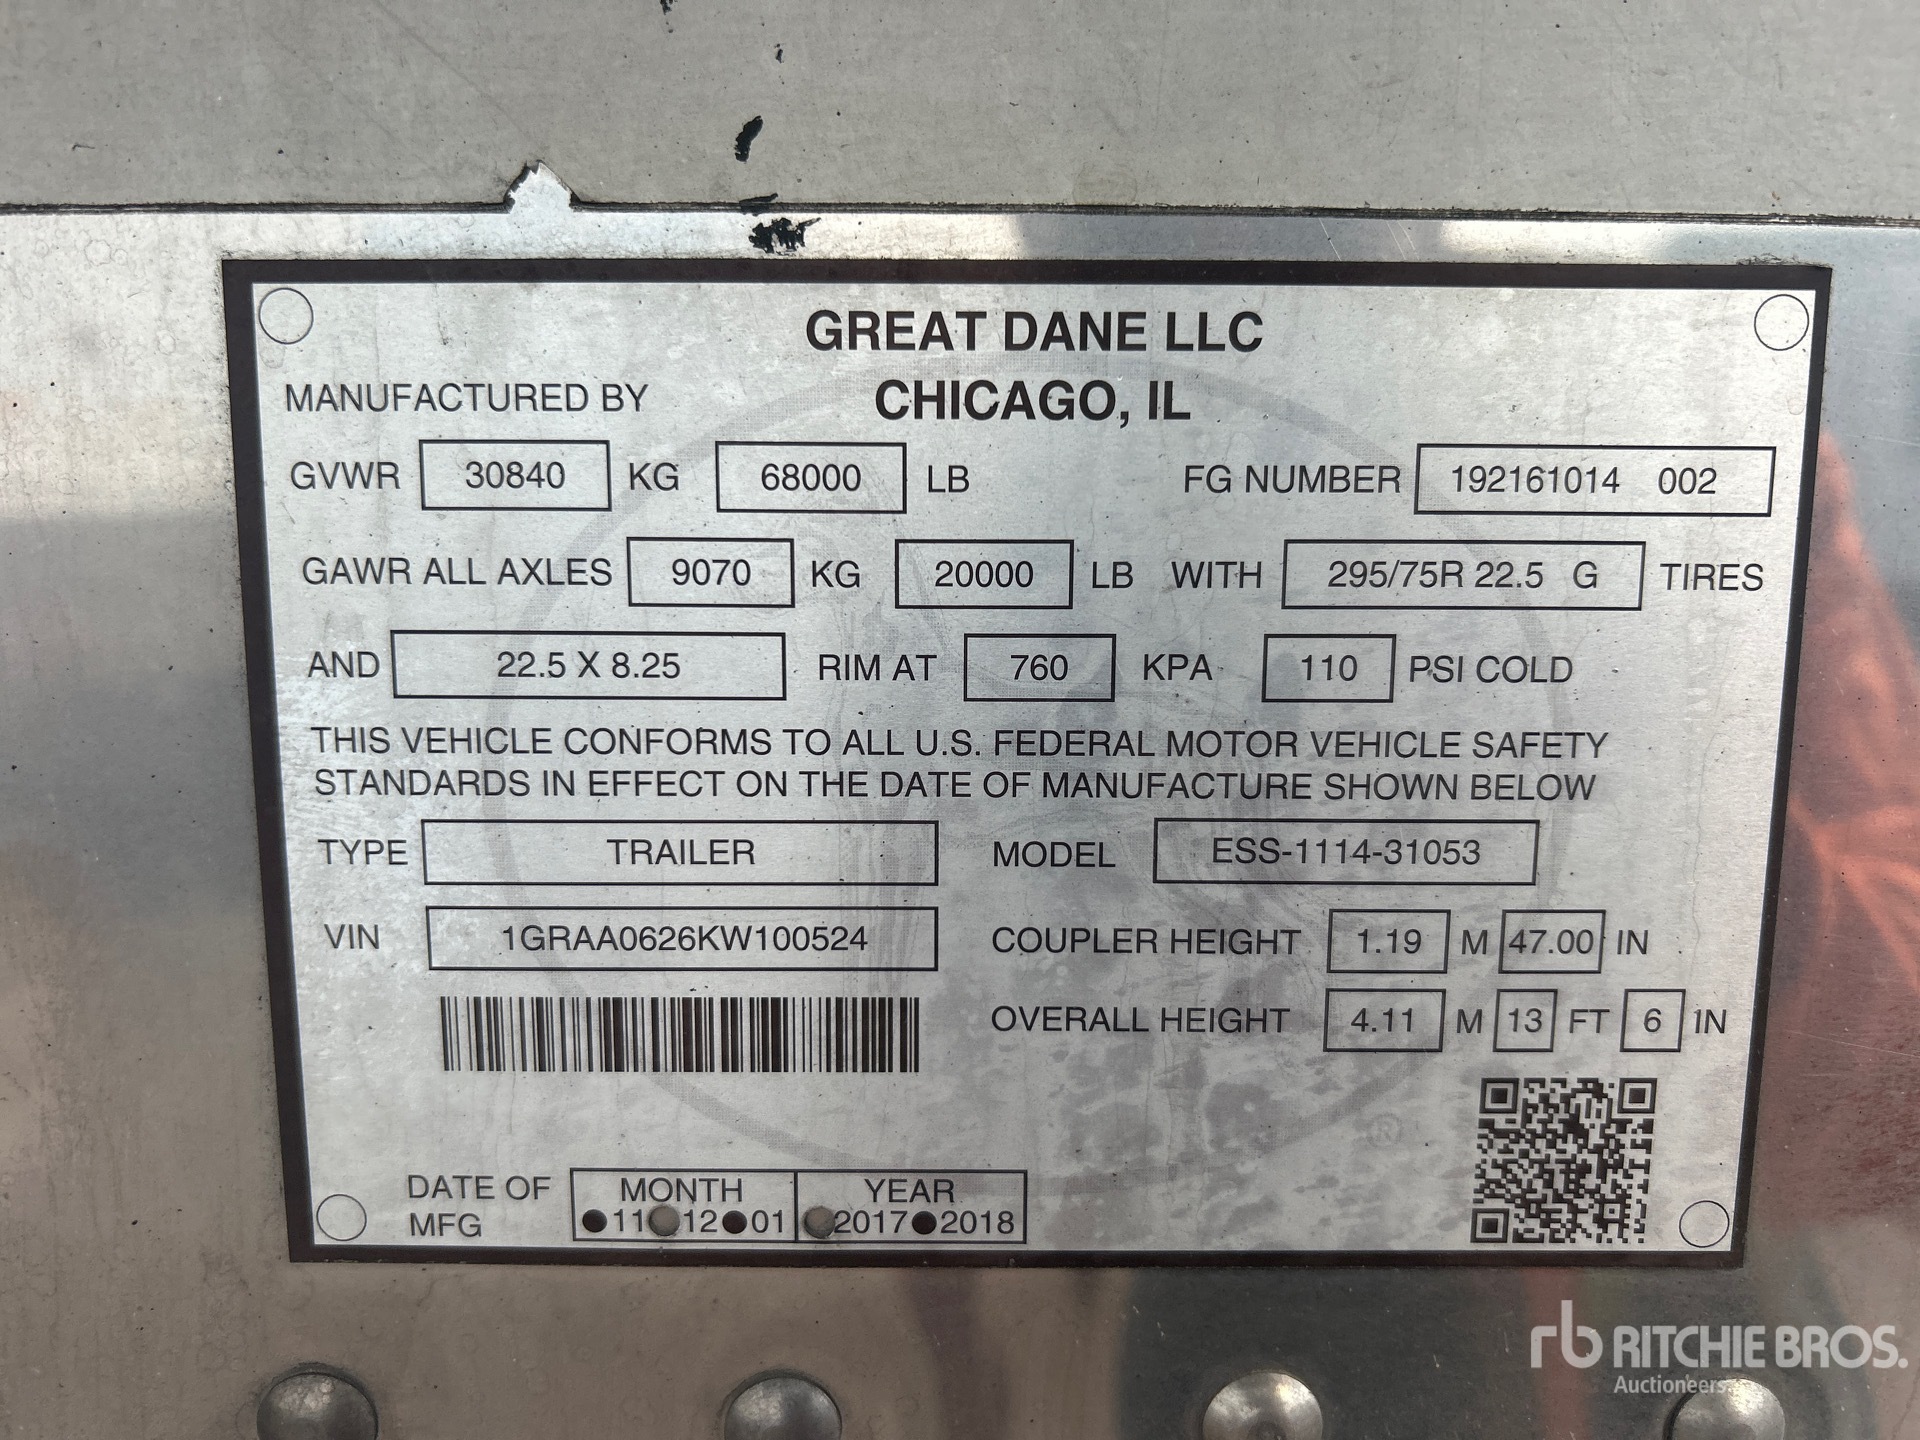 GREAT DANE LLC
MANUFACTURED BY CHICAGO, IL
GVWR 30840 KG 68000 LB FG NUMBER 192161014 002
GAWR ALL AXLES 9070 KG 20000 LB WITH 295/75R 22.5 G TIRES
AND 22.5 X 8.25 RIM AT 760 KPA 110 PSI COLD
THIS VEHICLE CONFORMS TO ALL U.S. FEDERAL MOTOR VEHICLE SAFETY
STANDARDS IN EFFECT ON THE DATE OF MANUFACTURE SHOWN BELOW
TYPE TRAILER MODEL ESS-1114-31053
VIN 1GRAA0626KW100524 COUPLER HEIGHT 1.19 M 47.00 IN
OVERALL HEIGHT 4.11 M 13 FT 6 IN
®
DATE OF MONTH YEAR
MFG 11 12 01 2017 2018
rb RITCHIE BROS.
Auctioneers